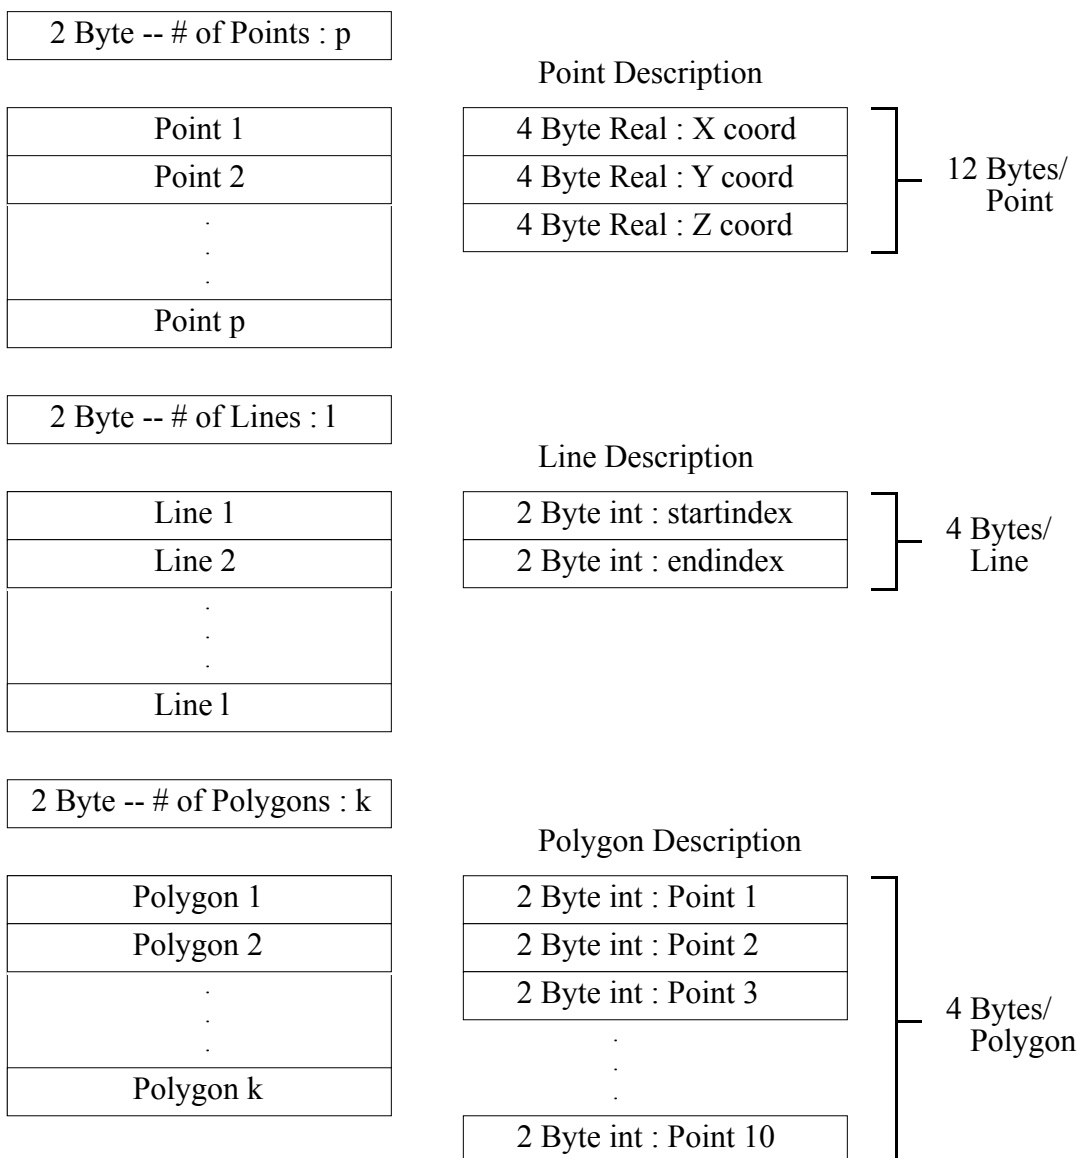 2 Byte -- # of Points : p
Point Description
Point 1
Point 2
.
.
.
Point p
4 Byte Real : X coord
4 Byte Real : Y coord
4 Byte Real : Z coord
12 Bytes/
Point
2 Byte -- # of Lines : l
Line Description
Line 1
Line 2
.
.
.
Line l
2 Byte int : startindex
2 Byte int : endindex
4 Bytes/
Line
2 Byte -- # of Polygons : k
Polygon Description
Polygon 1
Polygon 2
.
.
.
Polygon k
2 Byte int : Point 1
2 Byte int : Point 2
2 Byte int : Point 3
.
.
.
2 Byte int : Point 10
4 Bytes/
Polygon